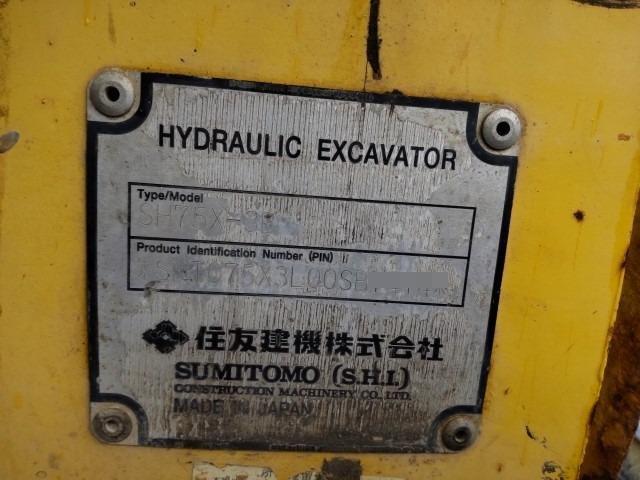 HYDRAULIC EXCAVATOR
Type/Model
Product Identification Number (PIN)
住友建機株式会社
SUMITOMO (S.H.I.)
CONSTRUCTION MACHINERY CO., LTD.
MADE IN JAPAN